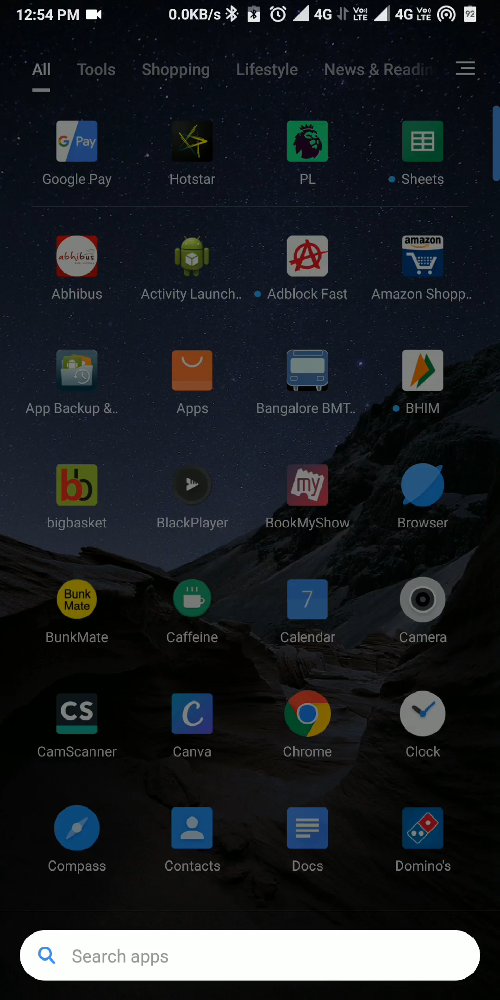 12:54 PM 0.0KB/s 4G Vo) LTE 4G Vo) LTE 92
All Tools Shopping Lifestyle News & Readin
G Pay
Google Pay Hotstar PL Sheets
abhibus amazon
Abhibus Activity Launch.. Adblock Fast Amazon Shopp..
App Backup &.. Apps Bangalore BMT.. BHIM
bb my
bigbasket BlackPlayer BookMyShow Browser
Bunk Mate 7
BunkMate Caffeine Calendar Camera
CS C
CamScanner Canva Chrome Clock
Compass Contacts Docs Domino's
Search apps